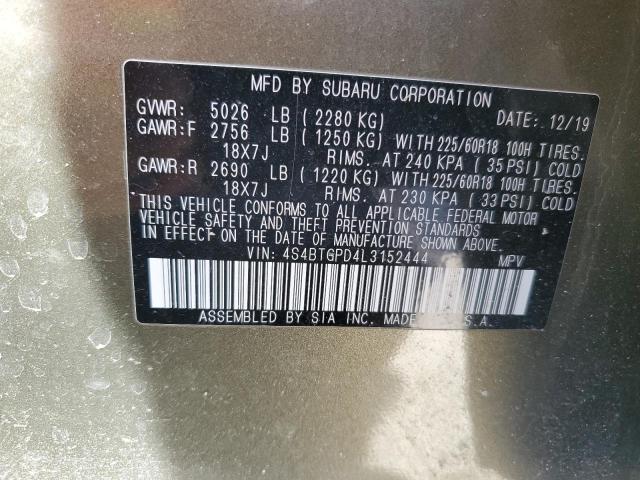 MFD BY SUBARU CORPORATION
GVWR: 5026 LB ( 2280 KG) DATE: 12/19
GAWR:F 2756 LB ( 1250 KG) WITH 225/60R18 100H TIRES.
18X7J RIMS. AT 240 KPA ( 35 PSI) COLD
GAWR:R 2690 LB ( 1220 KG) WITH 225/60R18 100H TIRES.
18X7J RIMS. AT 230 KPA ( 33 PSI) COLD
THIS VEHICLE CONFORMS TO ALL APPLICABLE FEDERAL MOTOR
VEHICLE SAFETY AND THEFT PREVENTION STANDARDS
IN EFFECT ON THE DATE OF MANUFACTURE SHOWN ABOVE.
VIN: 4S4BTGPD4L3152444 MPV
ASSEMBLED BY SIA INC. MADE U.S.A.